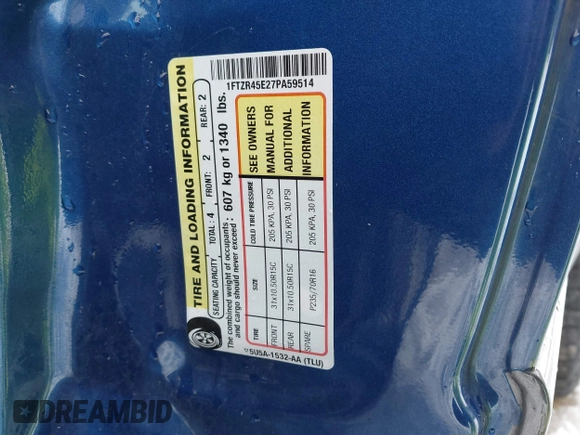 1FTZR45E27PA59514
TIRE AND LOADING INFORMATION
SEATING CAPACITY TOTAL: 4 FRONT: 2 REAR: 2
The combined weight of occupants and cargo should never exceed: 607 kg or 1340 lbs.
TIRE SIZE COLD TIRE PRESSURE
FRONT 31x10.50R15C 205 KPA, 30 PSI
REAR 31x10.50R15C 205 KPA, 30 PSI
SPARE P235/70R16 205 KPA, 30 PSI
SEE OWNERS
MANUAL FOR
ADDITIONAL
INFORMATION
5U5A-1532-AA (TLU)
DREAMBID